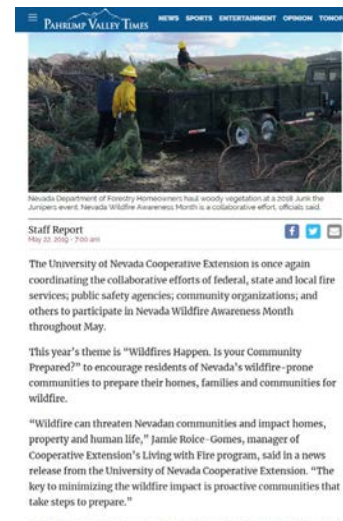 PAHRUMP VALLEY TIMES
NEWS SPORTS ENTERTAINMENT OPINION TONOP
Nevada Department of Forestry Homeowners haul woody vegetation at a 2018 Junk the
Junipers event. Nevada Wildfire Awareness Month is a collaborative effort, officials said.
Staff Report
May 22, 2019 - 7:00 am
The University of Nevada Cooperative Extension is once again
coordinating the collaborative efforts of federal, state and local fire
services; public safety agencies; community organizations; and
others to participate in Nevada Wildfire Awareness Month
throughout May.
This year's theme is “Wildfires Happen. Is your Community
Prepared?” to encourage residents of Nevada's wildfire-prone
communities to prepare their homes, families and communities for
wildfire.
“Wildfire can threaten Nevadan communities and impact homes,
property and human life,” Jamie Roice-Gomes, manager of
Cooperative Extension's Living with Fire program, said in a news
release from the University of Nevada Cooperative Extension. “The
key to minimizing the wildfire impact is proactive communities that
take steps to prepare.”